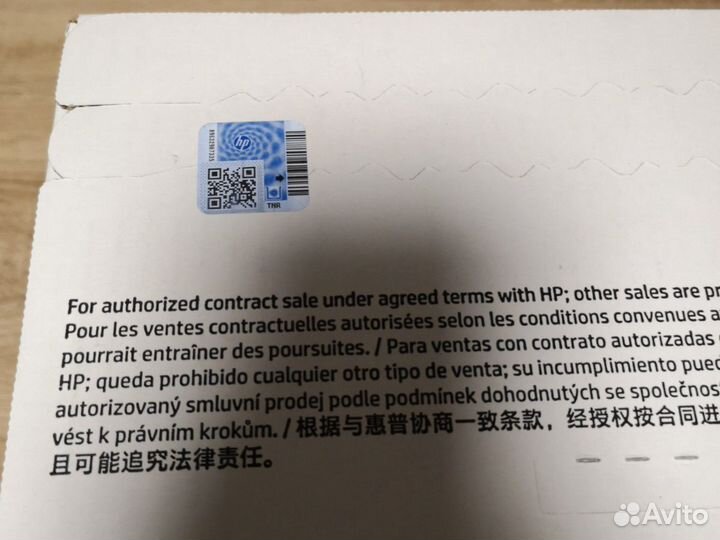 hp
TNR
For authorized contract sale under agreed terms with HP; other sales are
Pour les ventes contractuelles autorisées selon les conditions convenues
pourrait entraîner des poursuites. / Para ventas con contrato autorizadas
HP; queda prohibido cualquier otro tipo de venta; su incumplimiento
autorizovaný smluvní prodej podle podmínek dohodnutých se
vést k právním krokům. / 根据与惠普协商一致条款，经授权按合同进
且可能追究法律责任。
Avito